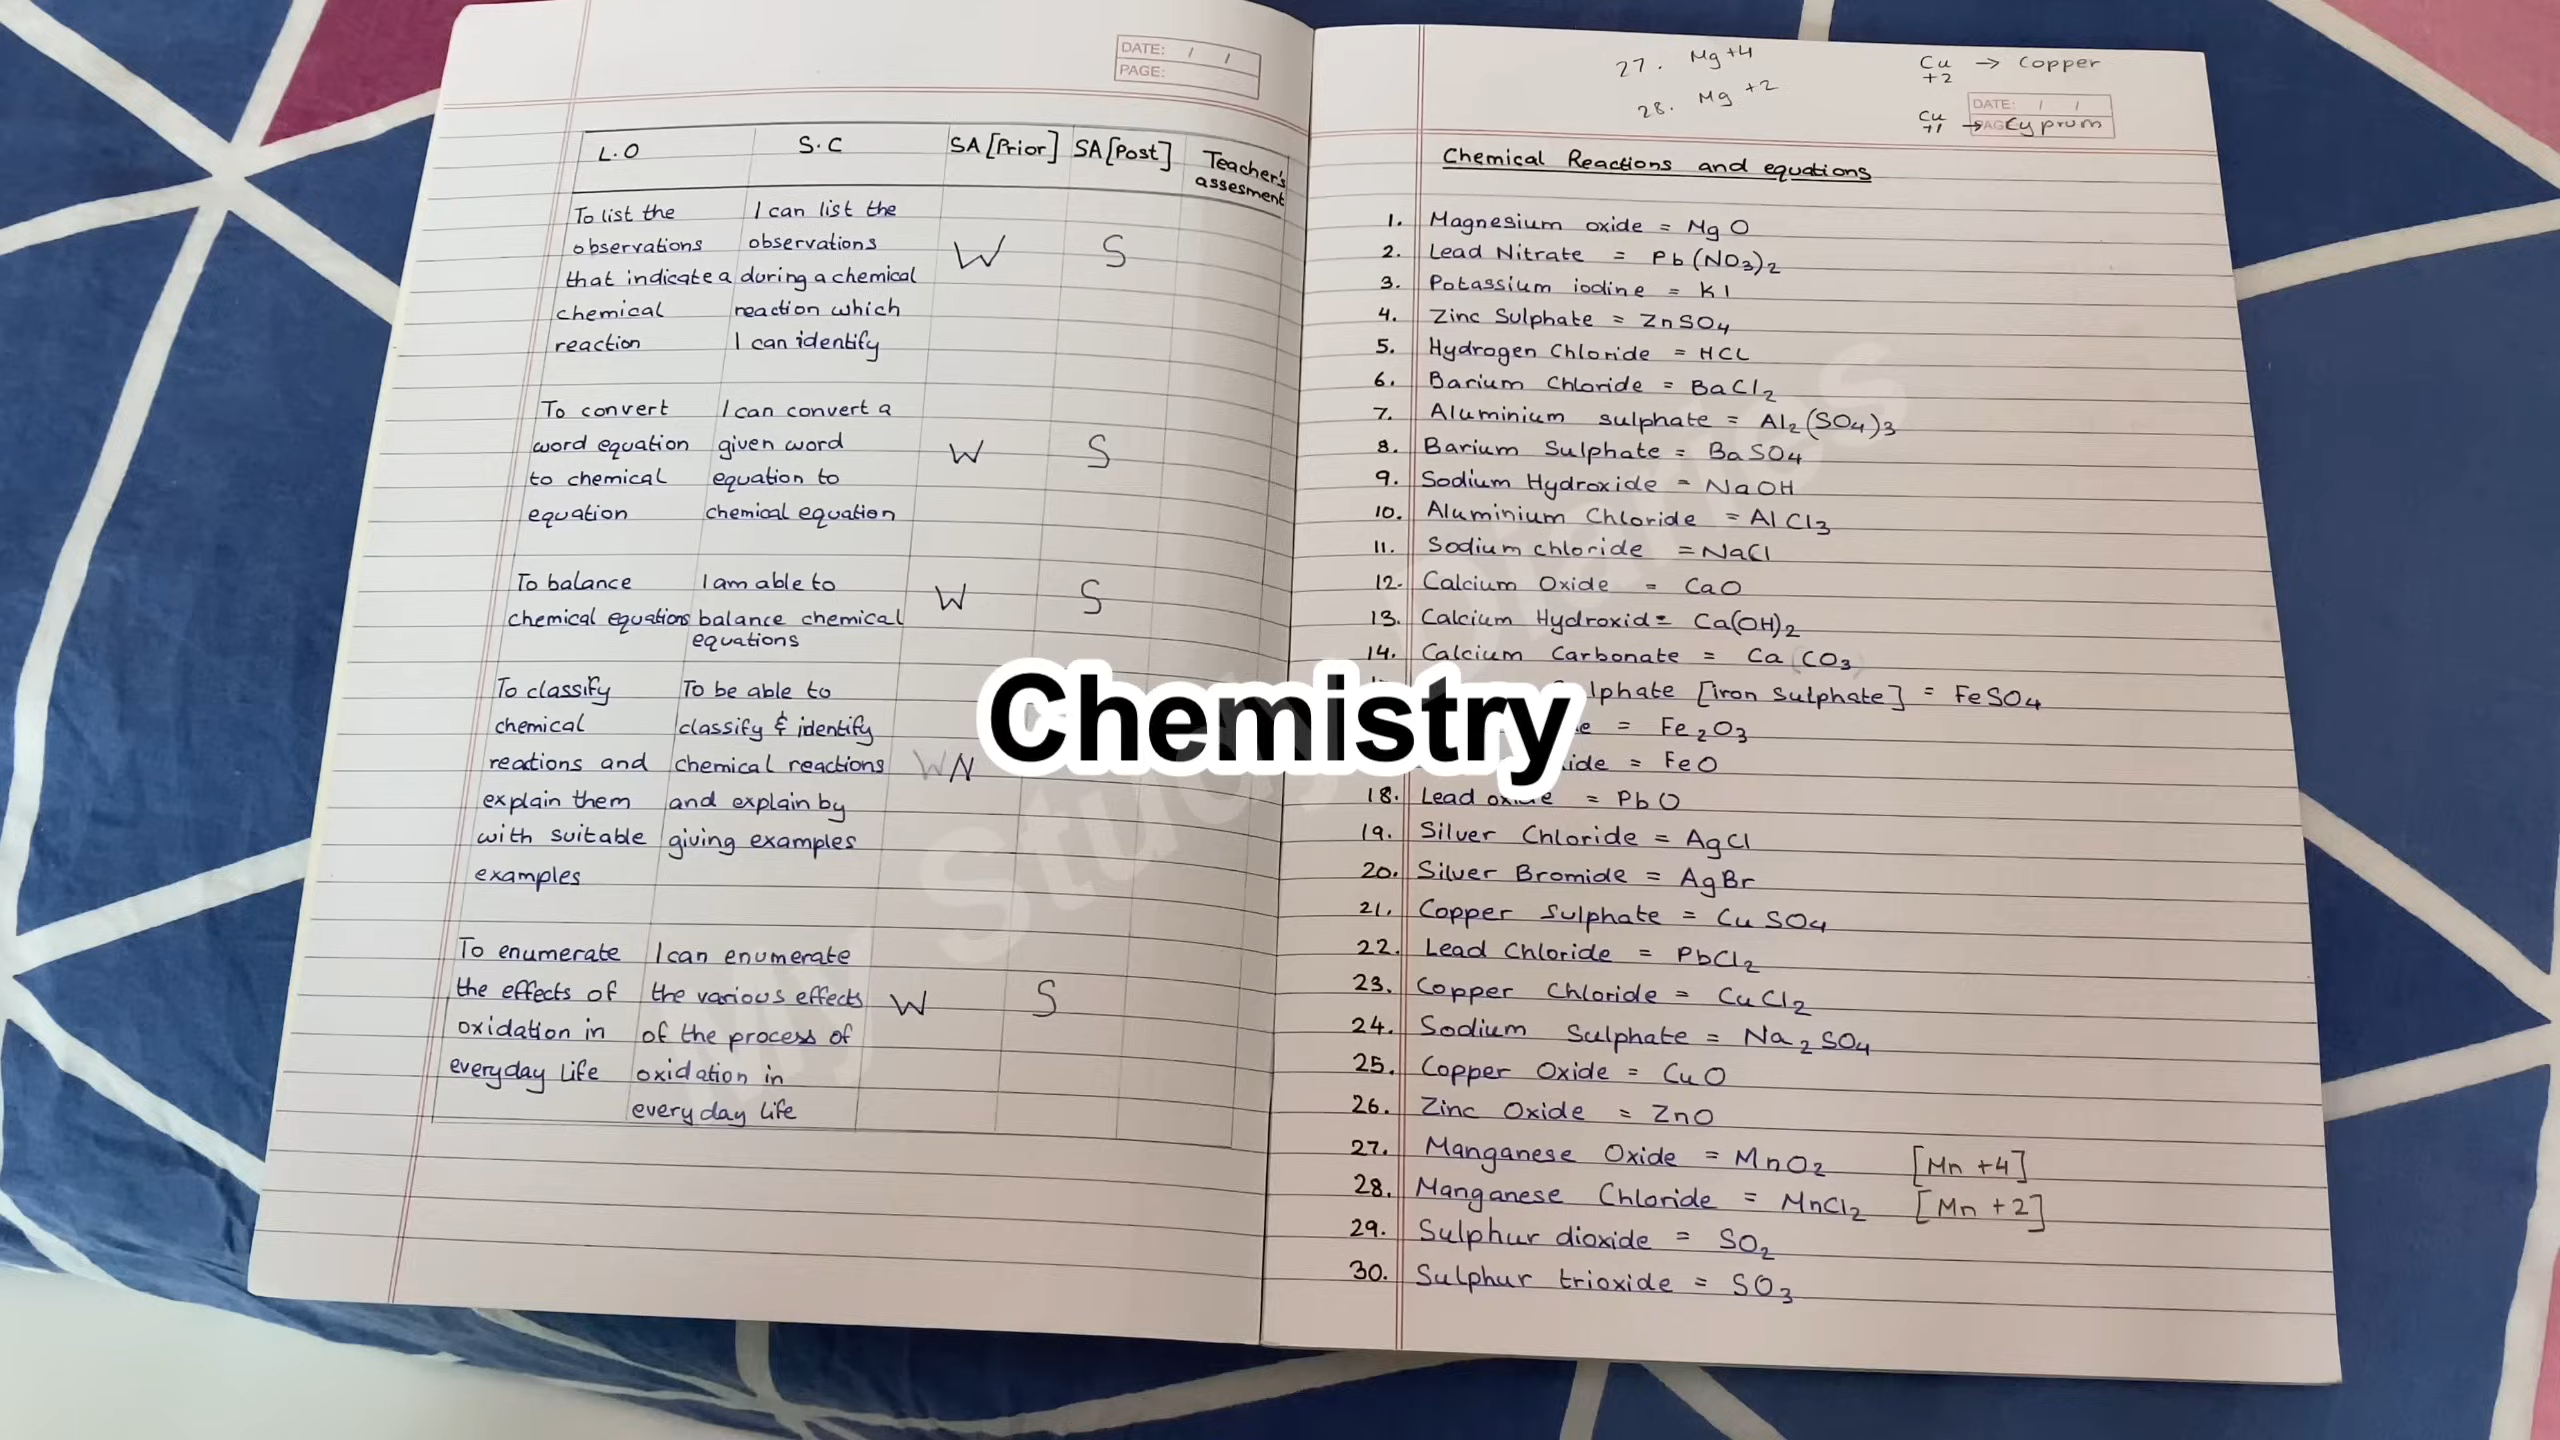 DATE: / /
PAGE:
L.O S.C SA [Prior] SA [Post] Teacher's assesment
To list the
observations
that indicate a
chemical
reaction
I can list the
observations
during a chemical
reaction which
I can identify
W S
To convert
word equation
to chemical
equation
I can convert a
given word
equation to
chemical equation
W S
To balance
chemical equations
I am able to
balance chemical
equations
W S
To classify
chemical
reations and
explain them
with suitable
examples
To be able to
classify & identify
chemical reactions
and explain by
giving examples
W N
To enumerate
the effects of
oxidation in
everyday life
I can enumerate
the various effects
of the process of
oxidation in
everyday life
W S
27. Mg +4
28. Mg +2
Cu +2 → Copper
Cu +1 → Cyprum
DATE: / /
Chemical Reactions and equations
1. Magnesium oxide = MgO
2. Lead Nitrate = Pb(NO3)2
3. Potassium iodine = KI
4. Zinc Sulphate = ZnSO4
5. Hydrogen Chloride = HCL
6. Barium Chloride = BaCl2
7. Aluminium sulphate = Al2(SO4)3
8. Barium Sulphate = BaSO4
9. Sodium Hydroxide = NaOH
10. Aluminium Chloride = AlCl3
11. Sodium chloride = NaCl
12. Calcium Oxide = CaO
13. Calcium Hydroxid = Ca(OH)2
14. Calcium Carbonate = CaCO3
lphate [iron sulphate] = FeSO4
e = Fe2O3
ide = FeO
18. Lead oxide = PbO
19. Silver Chloride = AgCl
20. Silver Bromide = AgBr
21. Copper Sulphate = CuSO4
22. Lead Chloride = PbCl2
23. Copper Chloride = CuCl2
24. Sodium Sulphate = Na2SO4
25. Copper Oxide = CuO
26. Zinc Oxide = ZnO
27. Manganese Oxide = MnO2 [Mn +4]
28. Manganese Chloride = MnCl2 [Mn +2]
29. Sulphur dioxide = SO2
30. Sulphur trioxide = SO3
Chemistry